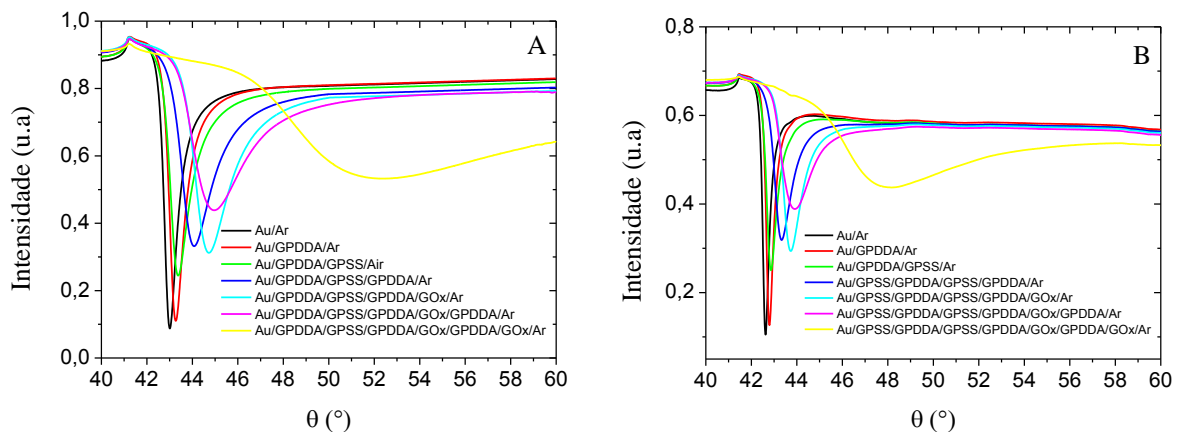 A
Intensidade (u.a)
1,0
0,8
0,6
0,4
0,2
0,0
Au/Ar
Au/GPDDA/Ar
Au/GPDDA/GPSS/Air
Au/GPDDA/GPSS/GPDDA/Ar
Au/GPDDA/GPSS/GPDDA/GOx/Ar
Au/GPDDA/GPSS/GPDDA/GOx/GPDDA/Ar
Au/GPDDA/GPSS/GPDDA/GOx/GPDDA/GOx/Ar
40 42 44 46 48 50 52 54 56 58 60
θ (°)
B
Intensidade (u.a)
0,8
0,6
0,4
0,2
Au/Ar
Au/GPDDA/Ar
Au/GPDDA/GPSS/Ar
Au/GPSS/GPDDA/GPSS/GPDDA/Ar
Au/GPSS/GPDDA/GPSS/GPDDA/GOx/Ar
Au/GPSS/GPDDA/GPSS/GPDDA/GOx/GPDDA/Ar
Au/GPSS/GPDDA/GPSS/GPDDA/GOx/GPDDA/GOx/Ar
40 42 44 46 48 50 52 54 56 58 60
θ (°)